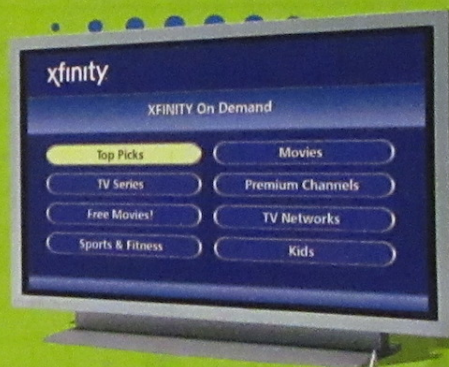 xfinity
XFINITY On Demand
Top Picks
Movies
TV Series
Premium Channels
Free Movies!
TV Networks
Sports & Fitness
Kids